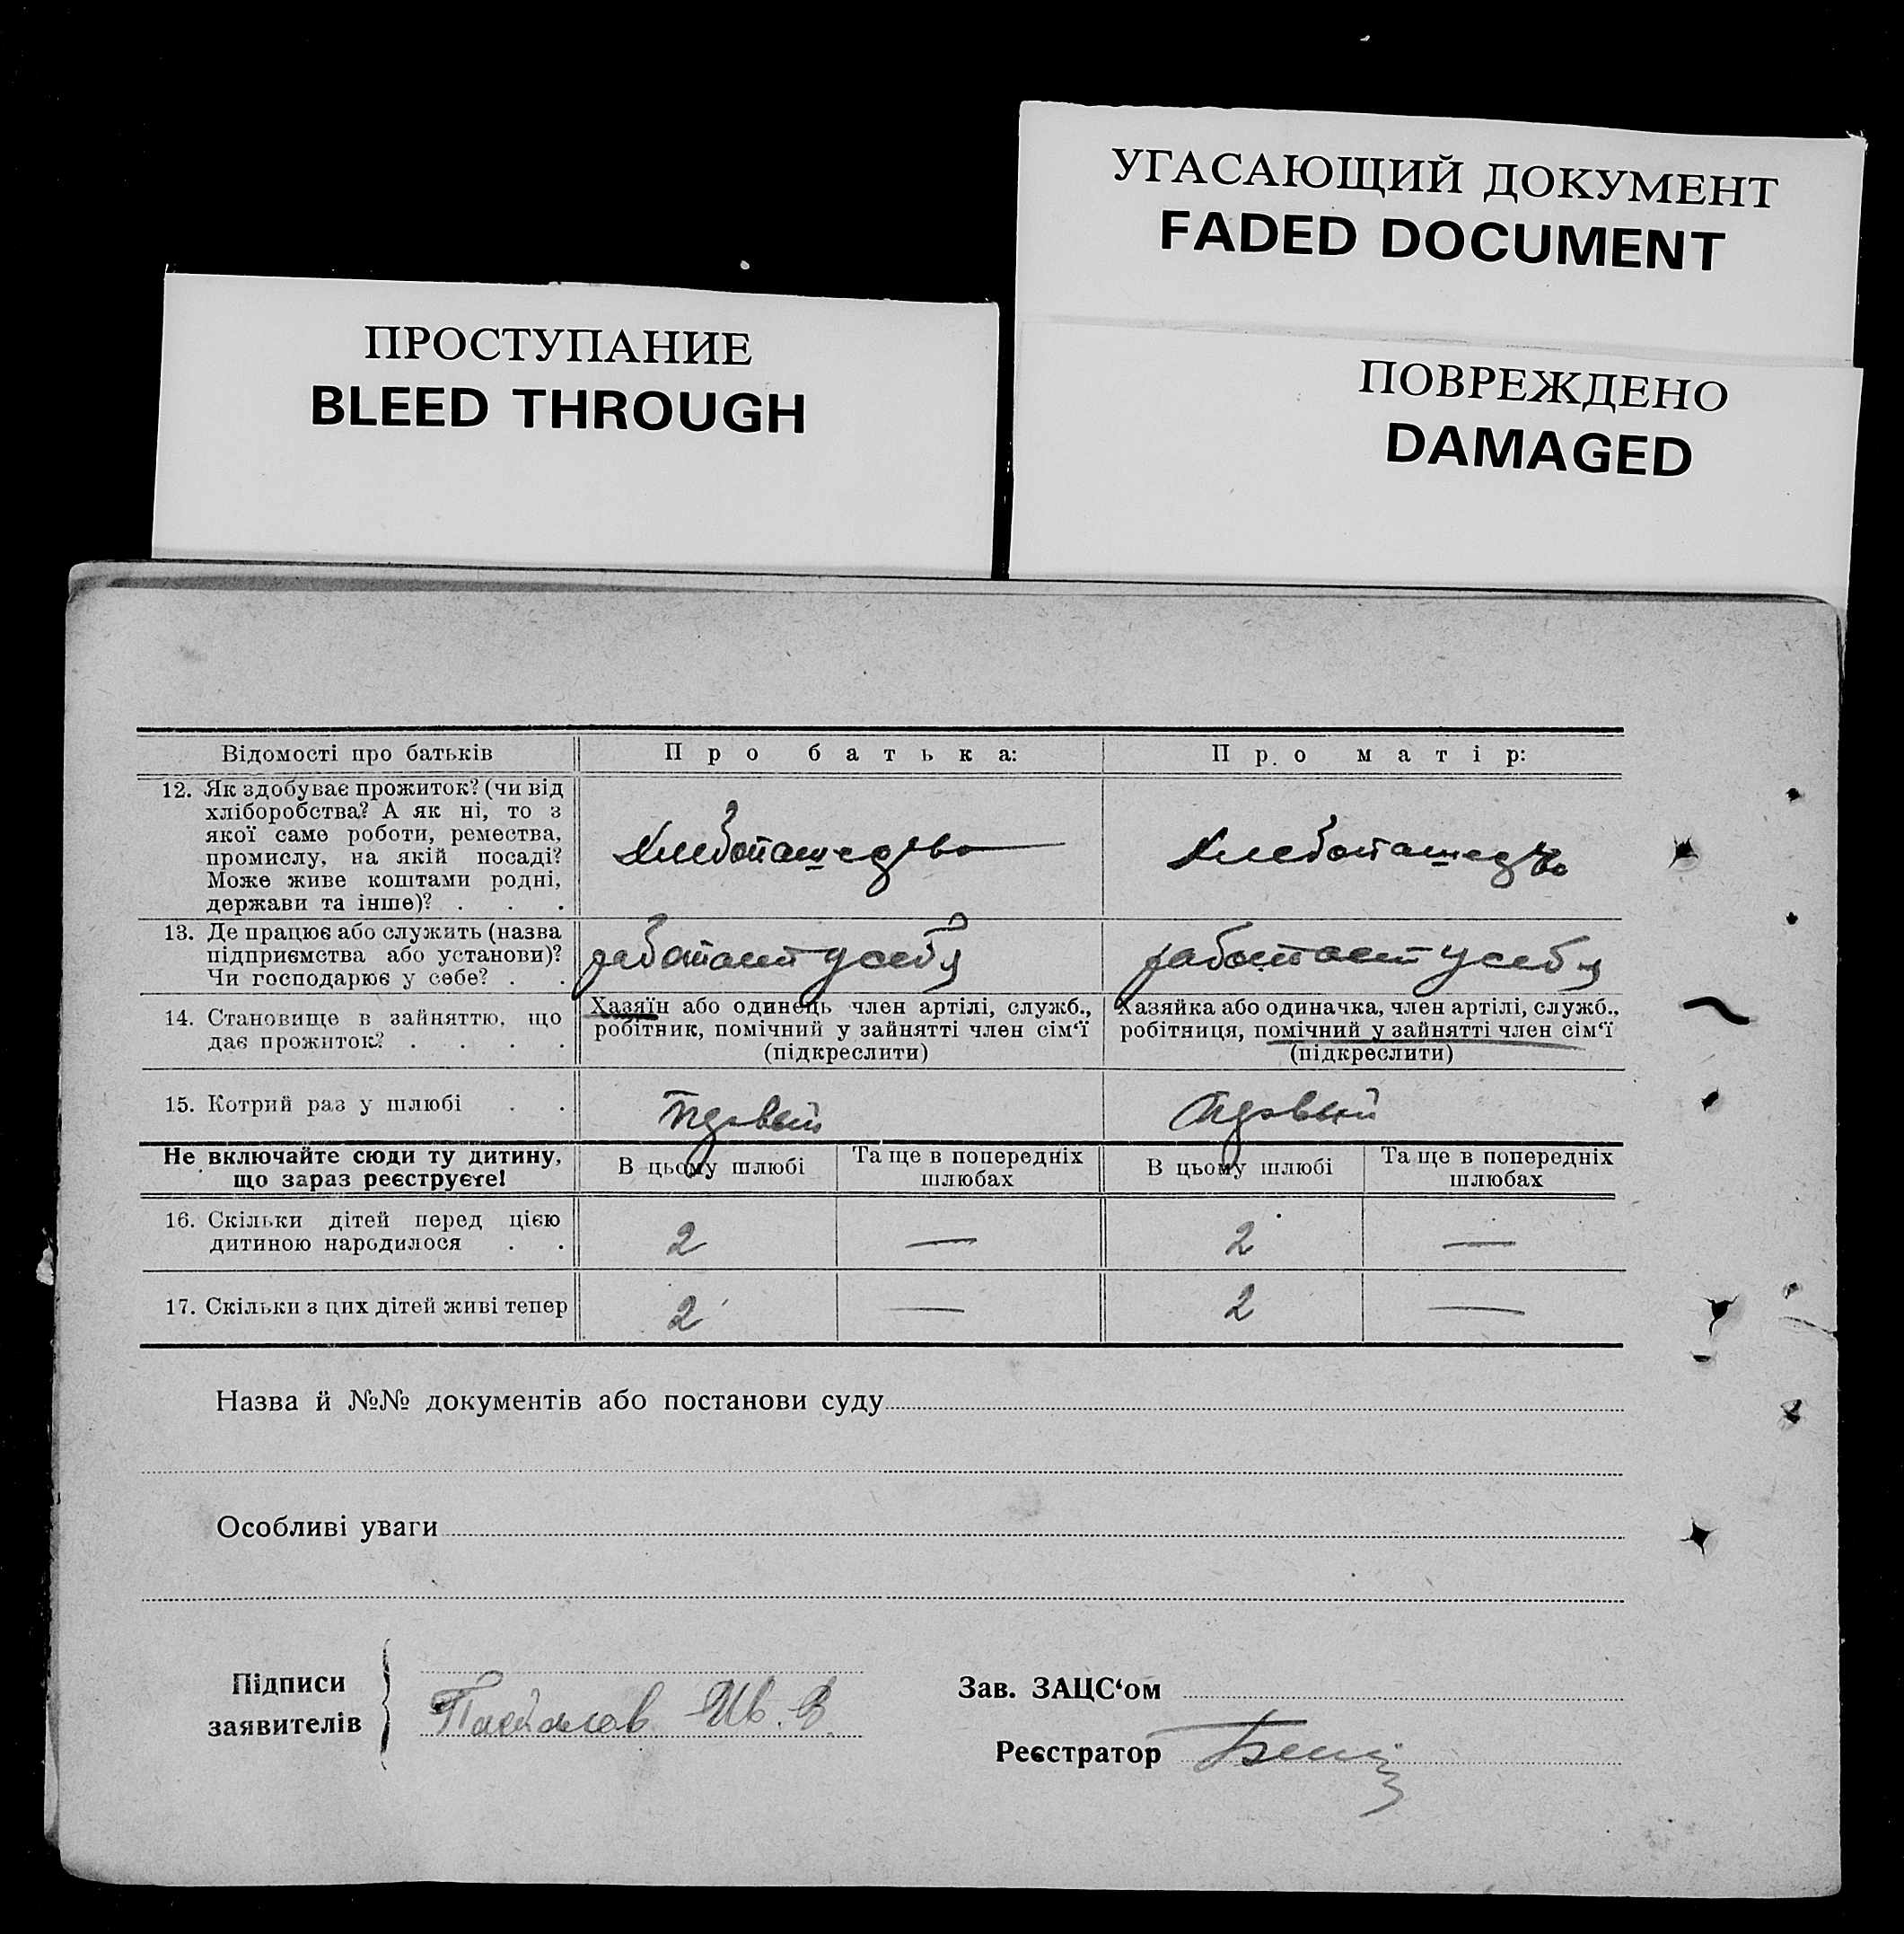 УГАСАЮЩИЙ ДОКУМЕНТ
FADED DOCUMENT
ПРОСТУПАНИЕ
BLEED THROUGH
ПОВРЕЖДЕНО
DAMAGED
Відомості про батьків Про батька: Про матір:
12. Як здобуває прожиток? (чи від
хліборобства? А як ні, то з
якої саме роботи, ремества,
промислу, на якій посаді?
Може живе коштами родні,
держави та інше)? . . .
Хлебопашедство Хлебопашедство
13. Де працює або служить (назва
підприємства або установи)?
Чи господарює у себе? . .
работает у себя работает у себя
14. Становище в зайняттю, що
дає прожиток? . . . .
Хазяїн або одинець член артілі, служб.,
робітник, помічний у зайнятті член сім‘ї
(підкреслити)
Хазяйка або одиначка, член артілі, служб.,
робітниця, помічний у зайнятті член сім‘ї
(підкреслити)
15. Котрий раз у шлюбі . . Первый Первый
Не включайте сюди ту дитину,
що зараз реєструєте!
В цьому шлюбі Та ще в попередніх
шлюбах
В цьому шлюбі Та ще в попередніх
шлюбах
16. Скільки дітей перед цією
дитиною народилося . .
2 — 2 —
17. Скільки з цих дітей живі тепер 2 — 2 —
Назва й №№ документів або постанови суду
Особливі уваги
Підписи
заявителів
Ив. В.
Зав. ЗАЦС‘ом
Реєстратор